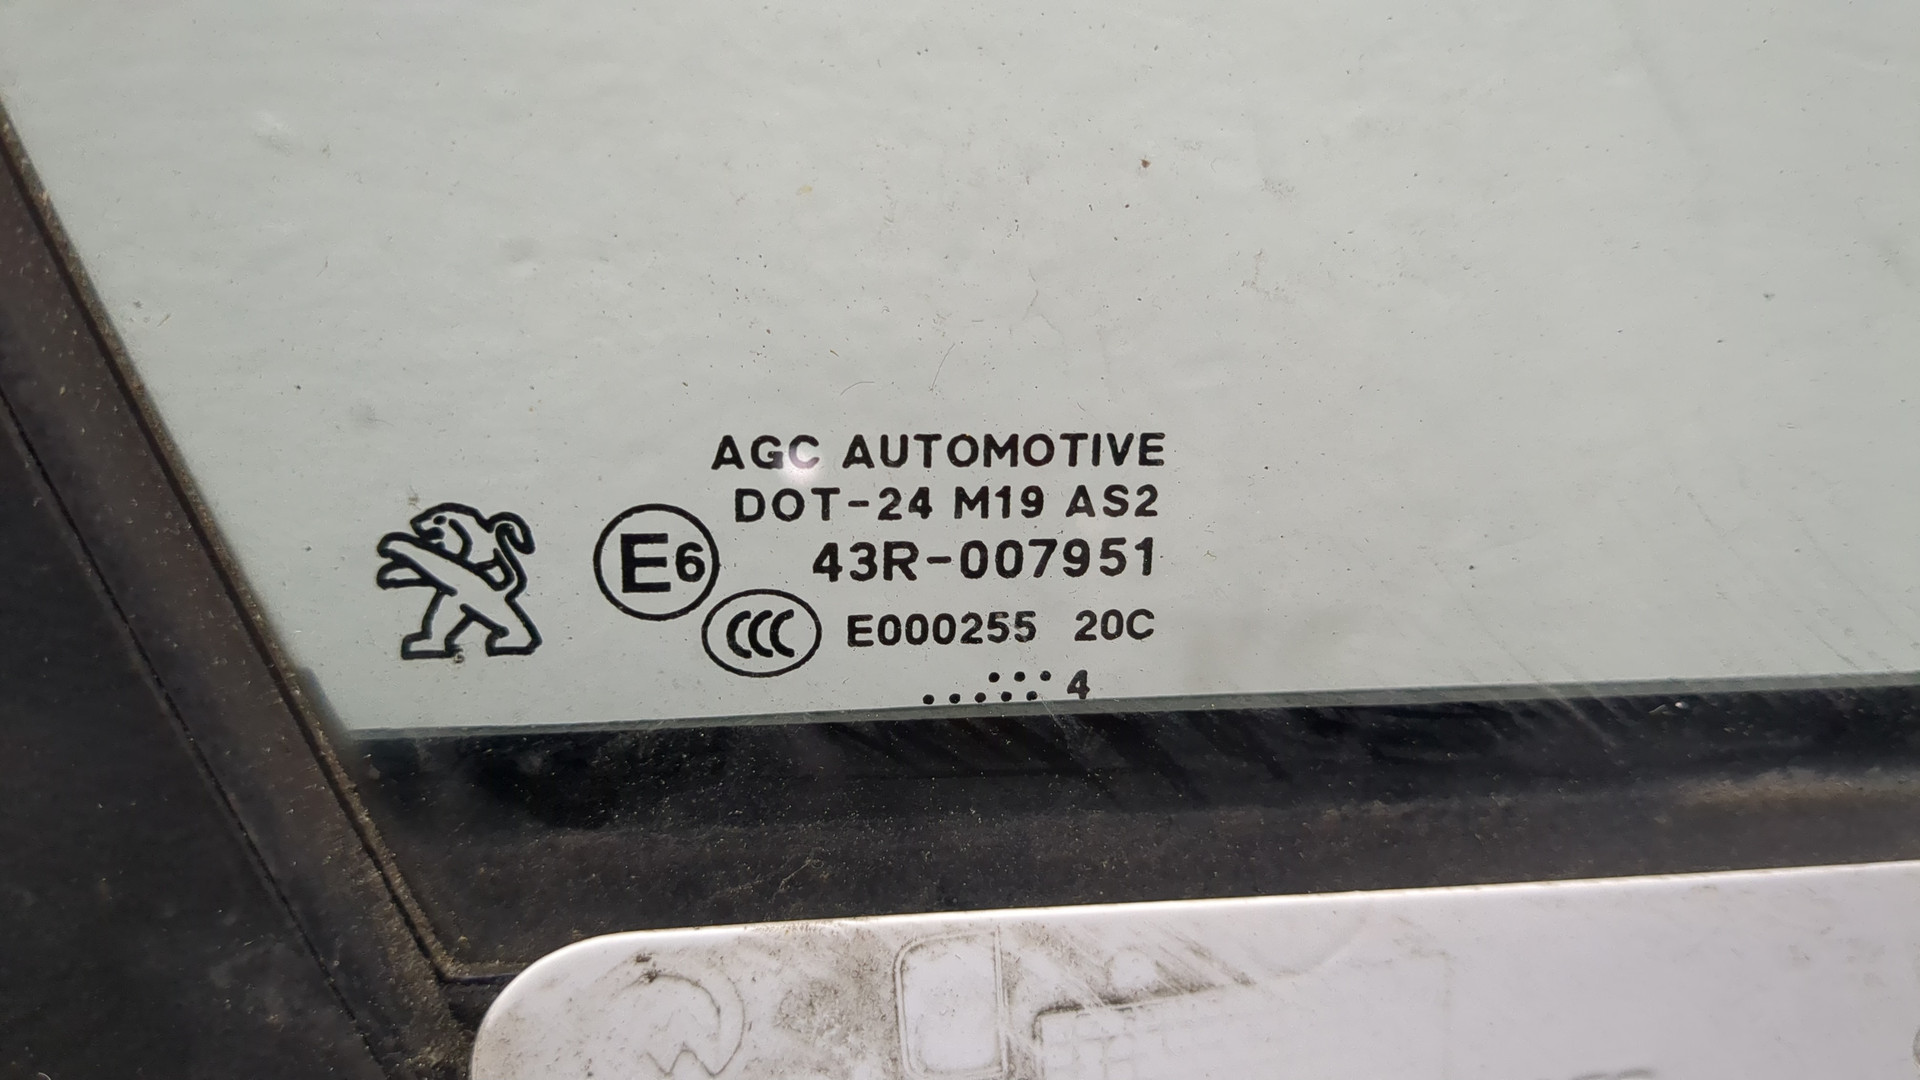 AGC AUTOMOTIVE
DOT-24 M19 AS2
E6 43R-007951
CCC E000255 20C
4